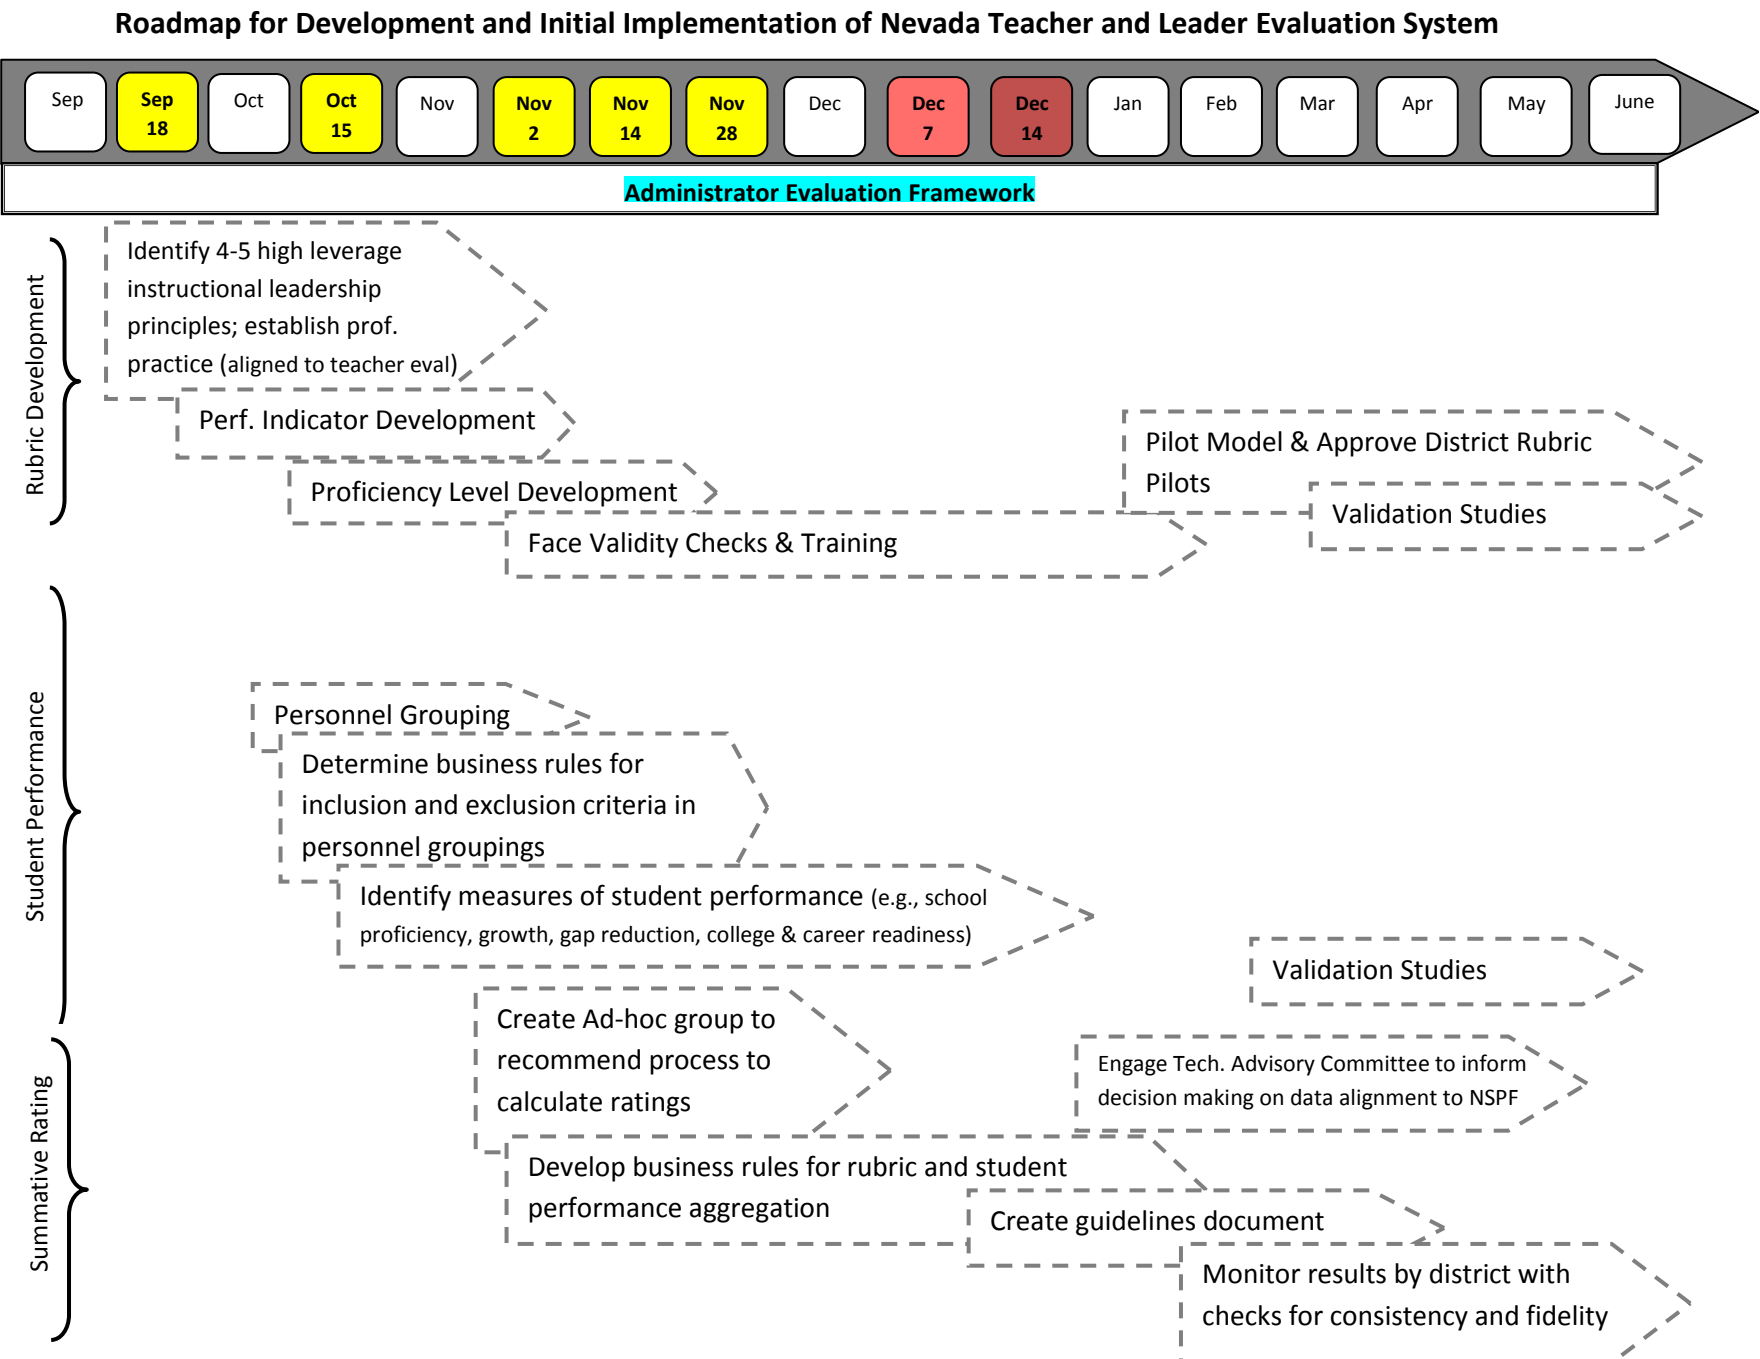 Roadmap for Development and Initial Implementation of Nevada Teacher and Leader Evaluation System
Sep
Sep
18
Oct
Oct
15
Nov
Nov
2
Nov
14
Nov
28
Dec
Dec
7
Dec
14
Jan
Feb
Mar
Apr
May
June
Administrator Evaluation Framework
Rubric Development
Identify 4-5 high leverage
instructional leadership
principles; establish prof.
practice (aligned to teacher eval)
Perf. Indicator Development
Proficiency Level Development
Face Validity Checks & Training
Pilot Model & Approve District Rubric
Pilots
Validation Studies
Student Performance
Personnel Grouping
Determine business rules for
inclusion and exclusion criteria in
personnel groupings
Identify measures of student performance (e.g., school
proficiency, growth, gap reduction, college & career readiness)
Validation Studies
Summative Rating
Create Ad-hoc group to
recommend process to
calculate ratings
Engage Tech. Advisory Committee to inform
decision making on data alignment to NSPF
Develop business rules for rubric and student
performance aggregation
Create guidelines document
Monitor results by district with
checks for consistency and fidelity